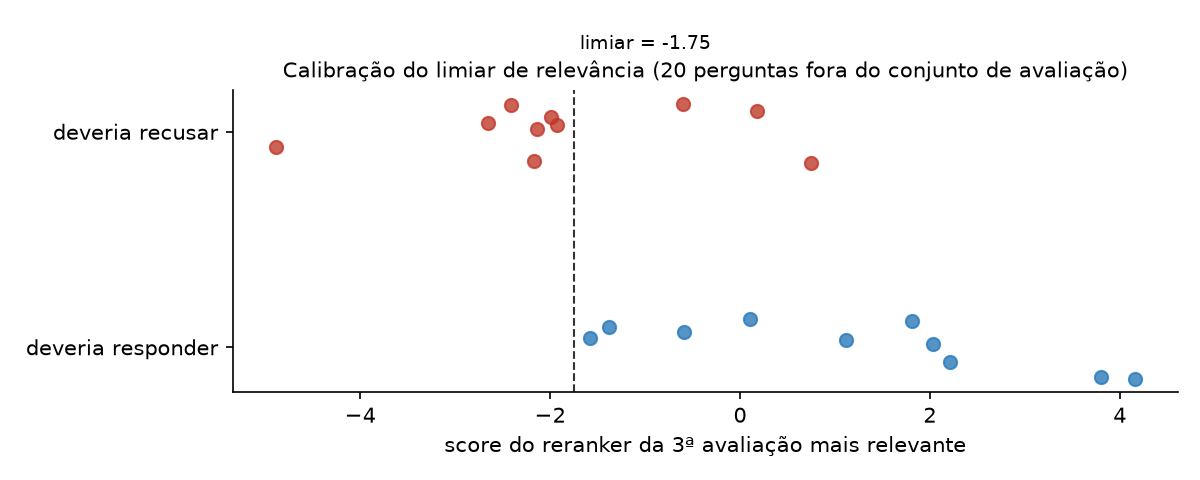 limiar = -1.75
Calibração do limiar de relevância (20 perguntas fora do conjunto de avaliação)
deveria recusar
deveria responder
−4
−2
0
2
4
score do reranker da 3ª avaliação mais relevante